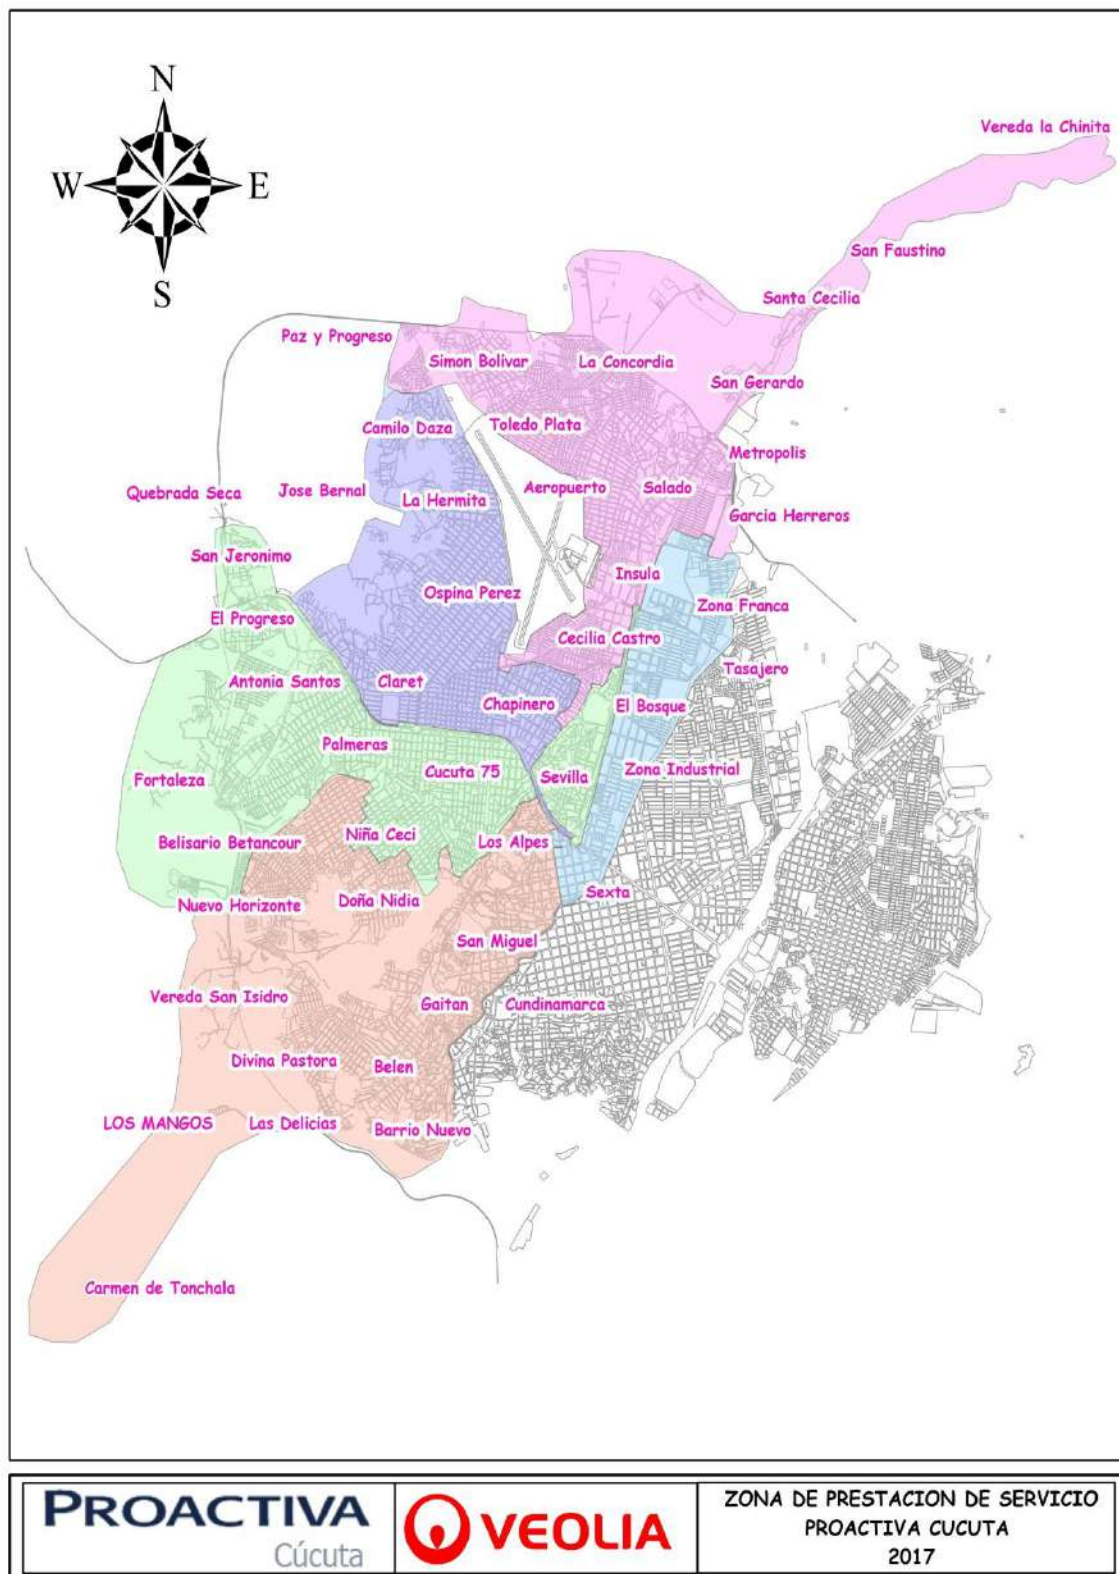 N
Vereda la Chinita
W
E
San Faustino
S
Santa Cecilia
Paz y Progreso
Simon Bolivar
La Concordia
San Gerardo
Camilo Daza
Toledo Plata
Metropolis
Quebrada Seca
Jose Bernal
La Hermita
Aeropuerto
Salado
Garcia Herreros
San Jeronimo
Insula
Ospina Perez
Zona Franca
El Progreso
Cecilia Castro
Tasajero
Antonia Santos
Claret
Chapinero
El Bosque
Palmeras
Fortaleza
Cucuta 75
Sevilla
Zona Industrial
Belisario Betancour
Niña Ceci
Los Alpes
Nuevo Horizonte
Doña Nidia
Sexta
San Miguel
Vereda San Isidro
Gaitan
Cundinamarca
Divina Pastora
Belen
LOS MANGOS
Las Delicias
Barrio Nuevo
Carmen de Tonchala
PROACTIVA
Cúcuta
VEOLIA
ZONA DE PRESTACION DE SERVICIO
PROACTIVA CUCUTA
2017